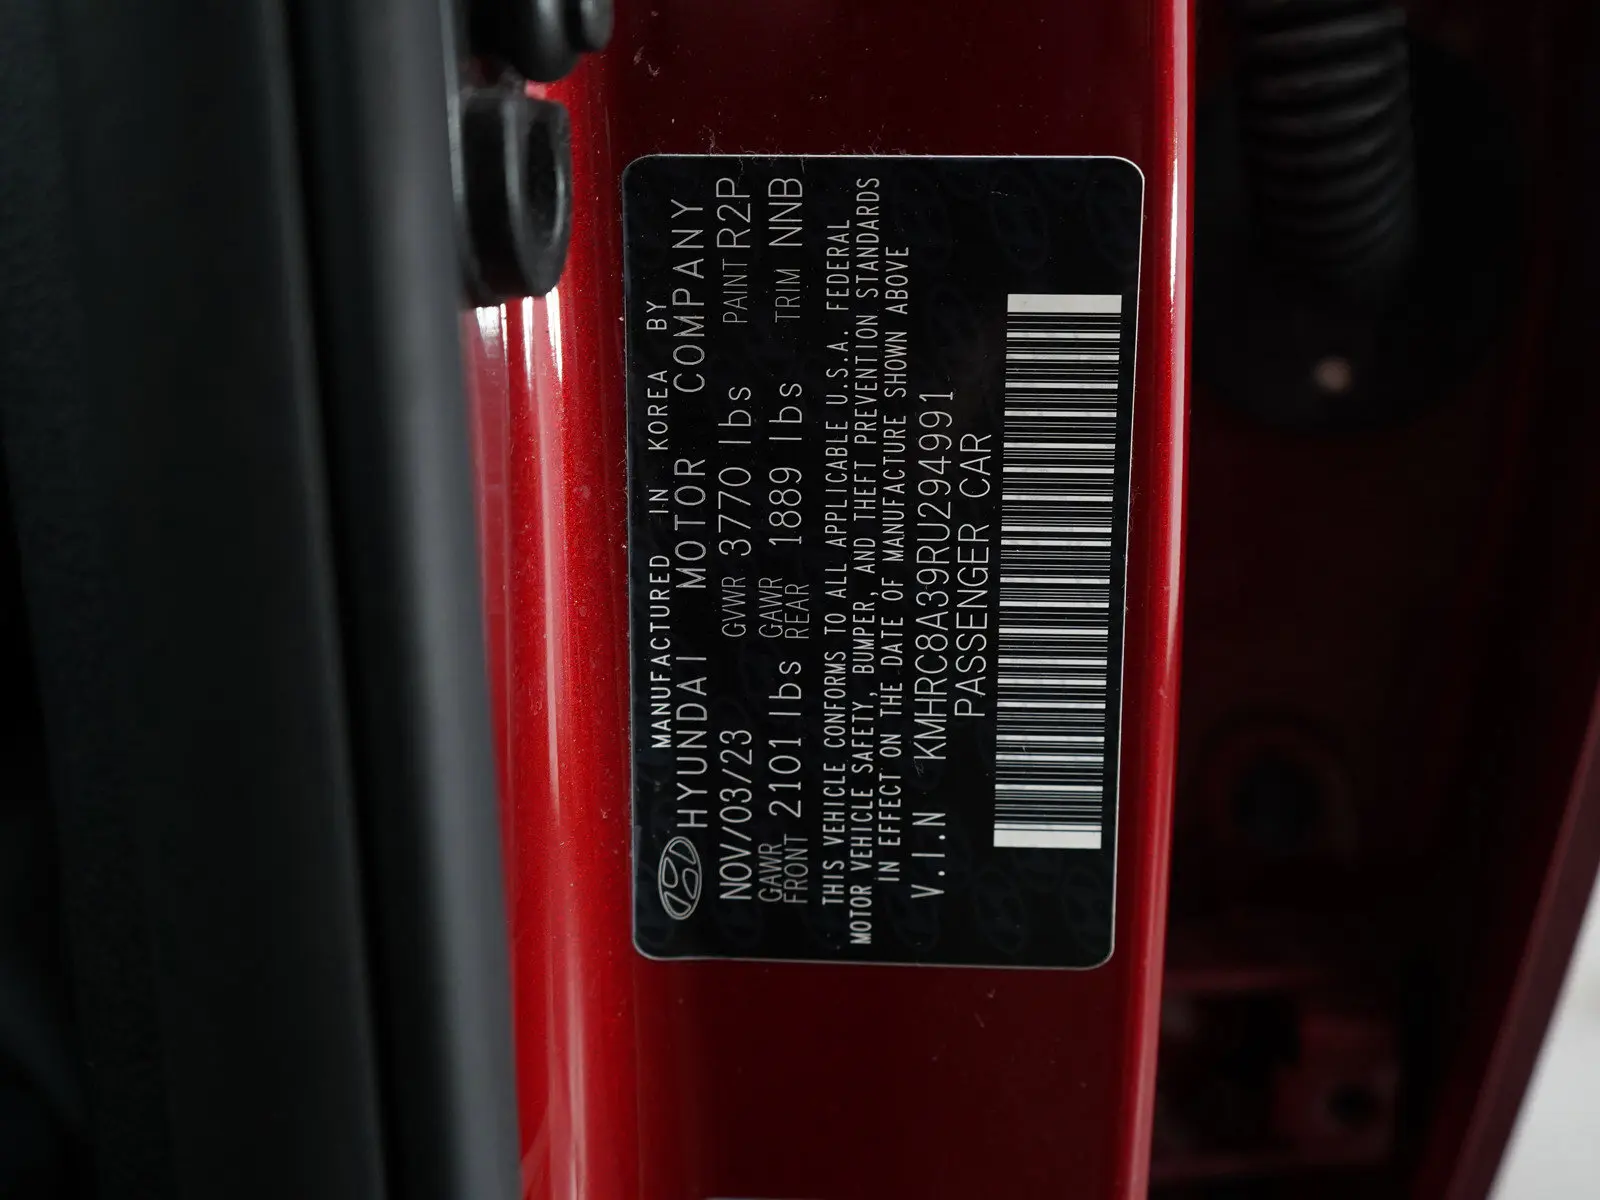 MANUFACTURED IN KOREA BY
HYUNDAI MOTOR COMPANY
NOV/03/23 GVWR 3770 lbs PAINT R2P
GAWR FRONT 2101 lbs GAWR REAR 1889 lbs TRIM NNB
THIS VEHICLE CONFORMS TO ALL APPLICABLE U.S.A. FEDERAL
MOTOR VEHICLE SAFETY, BUMPER, AND THEFT PREVENTION STANDARDS
IN EFFECT ON THE DATE OF MANUFACTURE SHOWN ABOVE
V.I.N KMHRC8A39RU294991
PASSENGER CAR